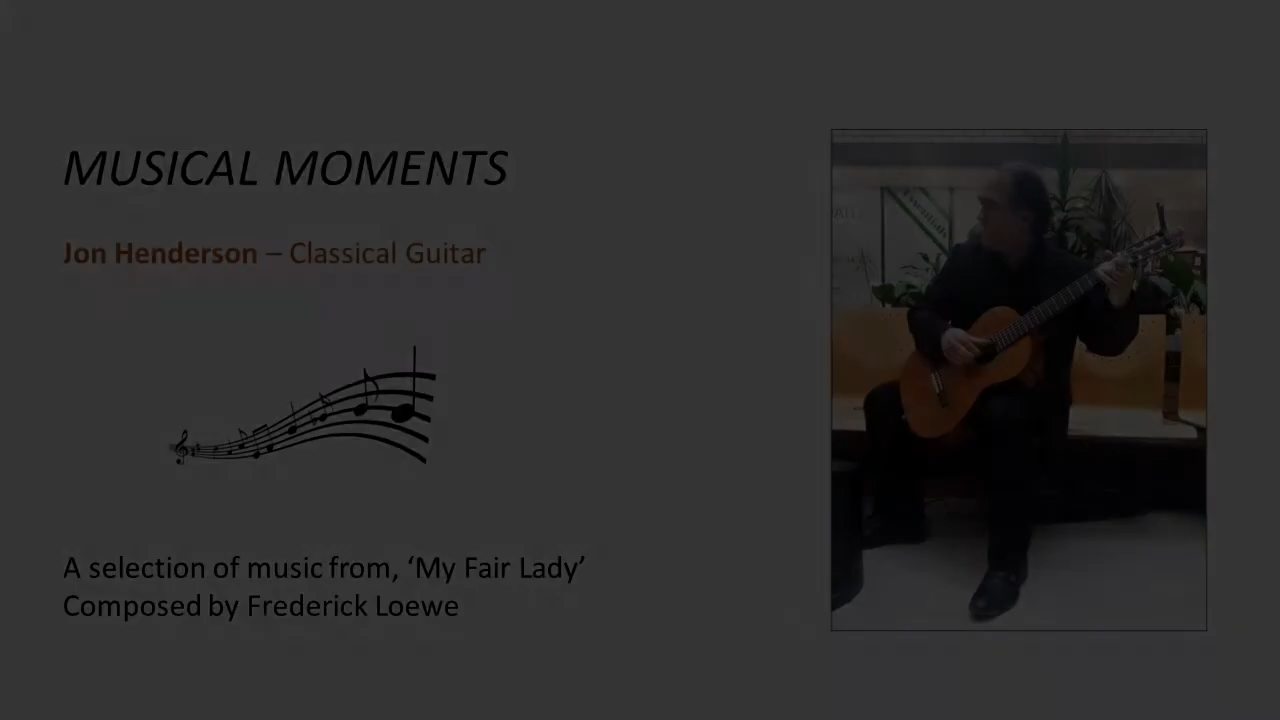 MUSICAL MOMENTS
Jon Henderson – Classical Guitar
A selection of music from, ‘My Fair Lady’
Composed by Frederick Loewe